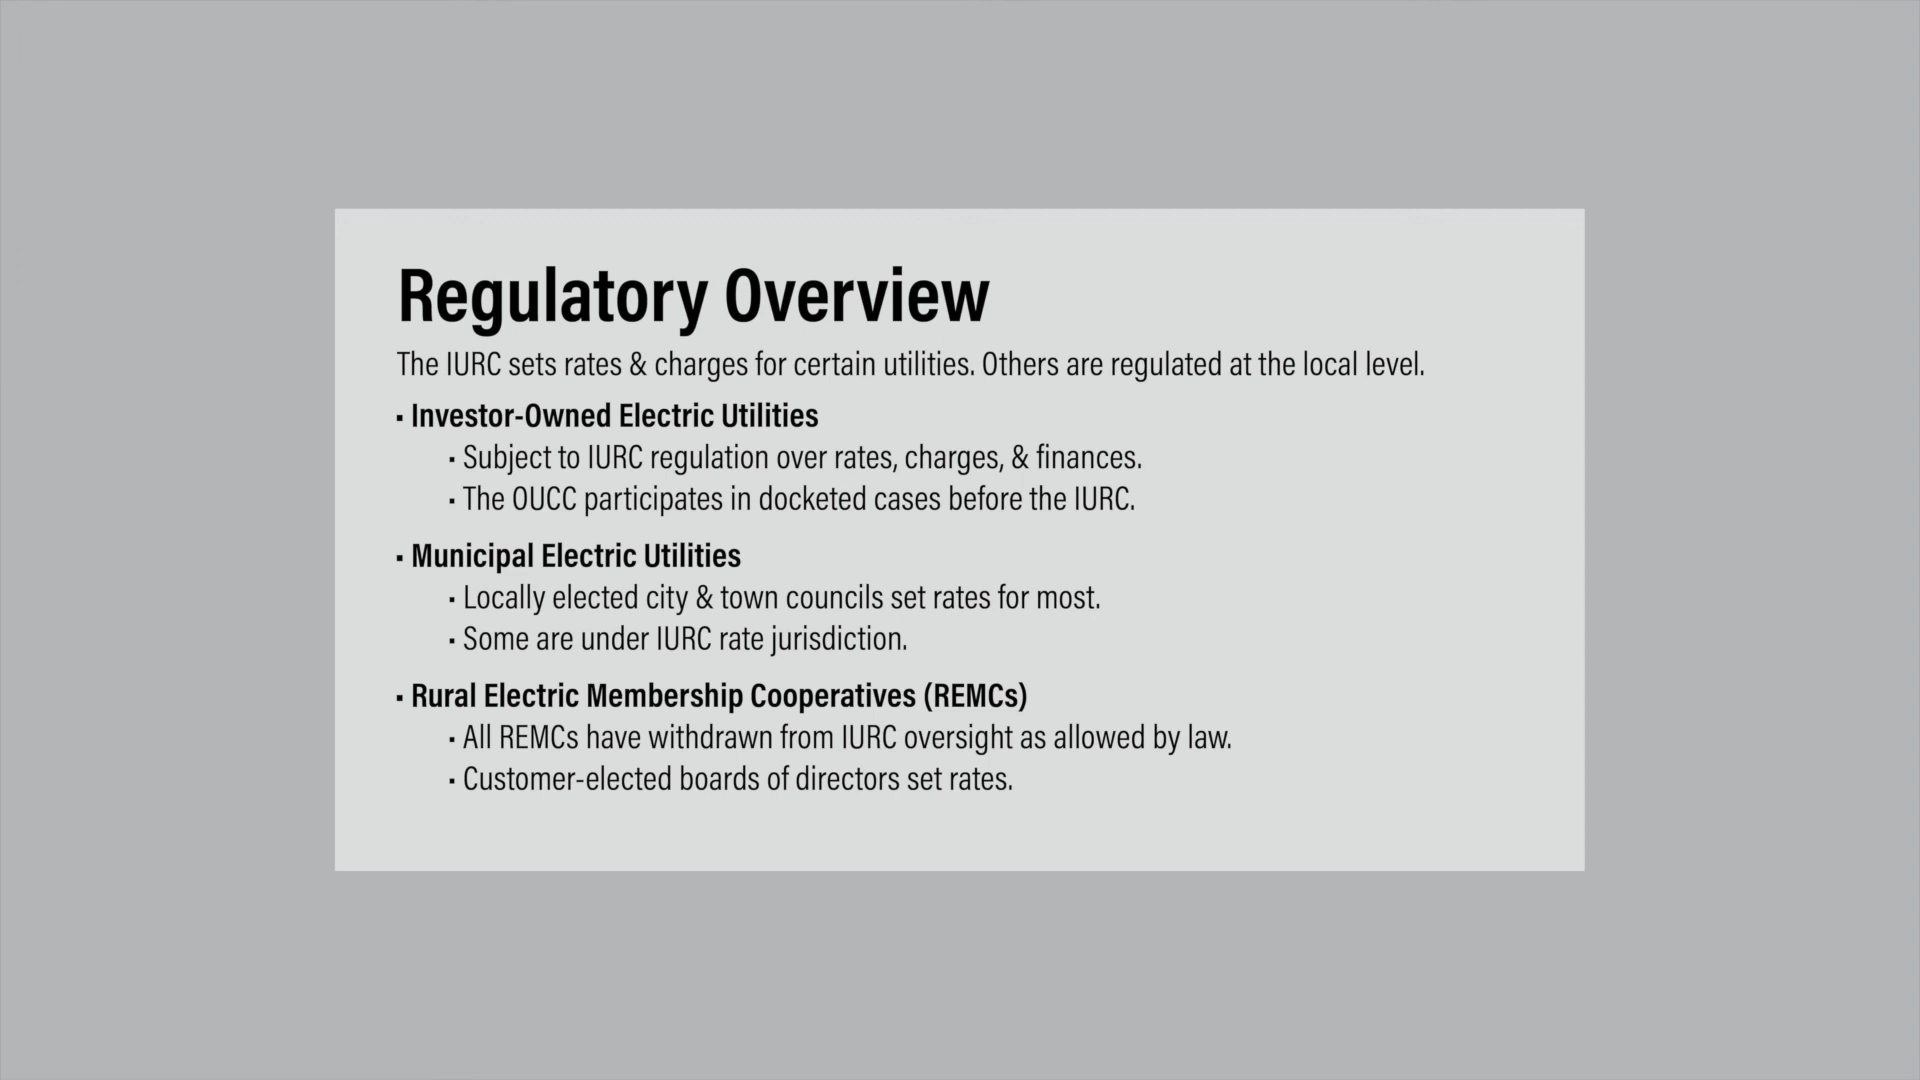 Regulatory Overview
The IURC sets rates & charges for certain utilities. Others are regulated at the local level.
▪ Investor-Owned Electric Utilities
▪ Subject to IURC regulation over rates, charges, & finances.
▪ The OUCC participates in docketed cases before the IURC.
▪ Municipal Electric Utilities
▪ Locally elected city & town councils set rates for most.
▪ Some are under IURC rate jurisdiction.
▪ Rural Electric Membership Cooperatives (REMCs)
▪ All REMCs have withdrawn from IURC oversight as allowed by law.
▪ Customer-elected boards of directors set rates.